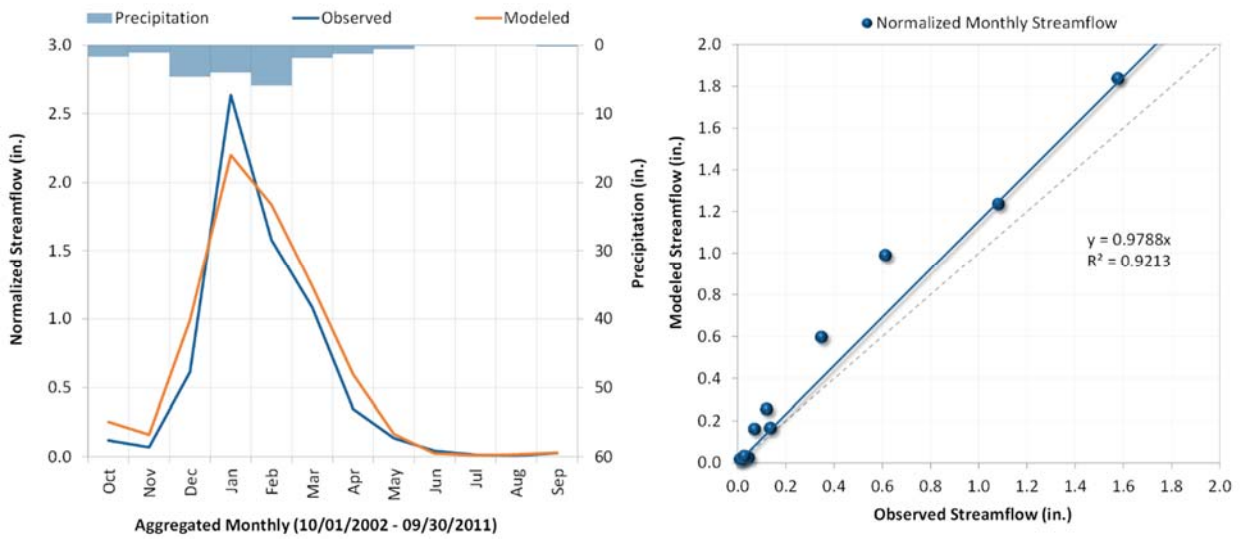 Precipitation Observed Modeled
Normalized Streamflow (in.)
3.0
2.5
2.0
1.5
1.0
0.5
0.0
0
10
20
30
40
50
60
Precipitation (in.)
Oct Nov Dec Jan Feb Mar Apr May Jun Jul Aug Sep
Aggregated Monthly (10/01/2002 - 09/30/2011)
Normalized Monthly Streamflow
Modeled Streamflow (in.)
2.0
1.8
1.6
1.4
1.2
1.0
0.8
0.6
0.4
0.2
0.0
y = 0.9788x
R² = 0.9213
0.0 0.2 0.4 0.6 0.8 1.0 1.2 1.4 1.6 1.8 2.0
Observed Streamflow (in.)